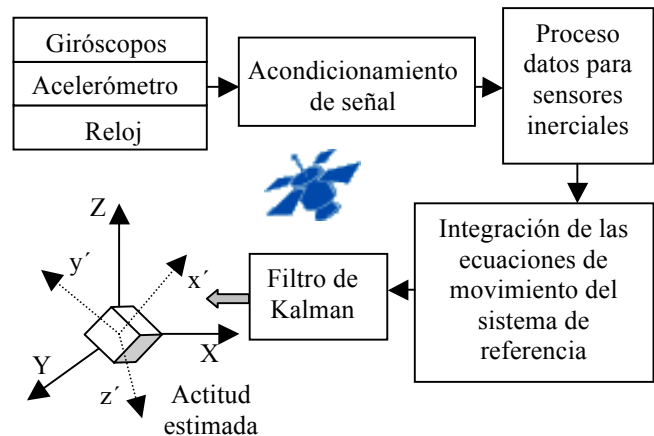 Giróscopos
Acelerómetro
Reloj
Acondicionamiento
de señal
Proceso
datos para
sensores
inerciales
Integración de las
ecuaciones de
movimiento del
sistema de
referencia
Filtro de
Kalman
Z
y´
x´
X
Y
z´
Actitud
estimada